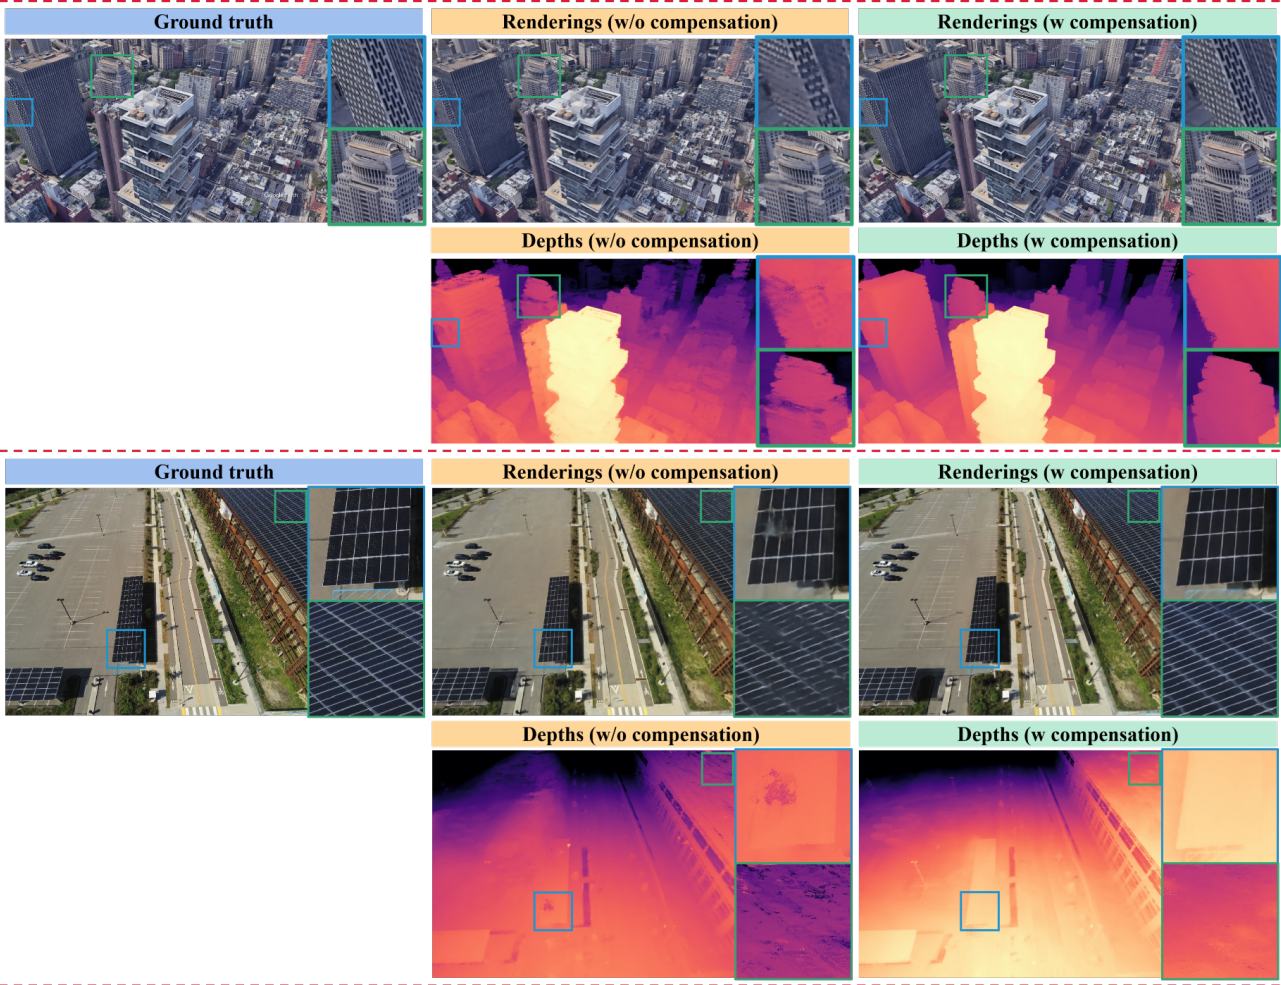 Ground truth
Renderings (w/o compensation)
Renderings (w compensation)
Depths (w/o compensation)
Depths (w compensation)
Ground truth
Renderings (w/o compensation)
Renderings (w compensation)
Depths (w/o compensation)
Depths (w compensation)